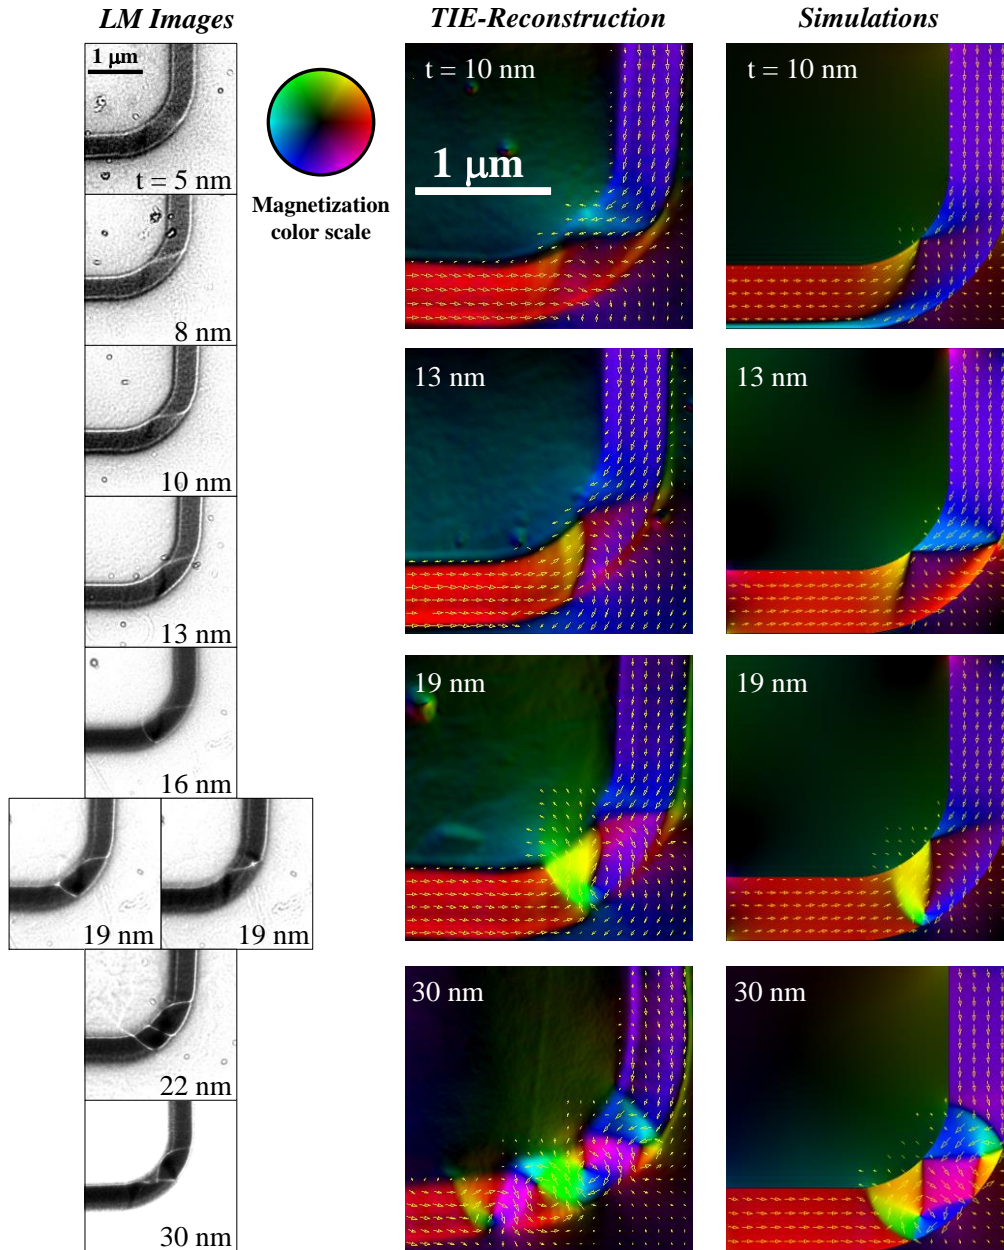 LM Images
TIE-Reconstruction
Simulations
1 μm
t = 5 nm
8 nm
10 nm
13 nm
16 nm
19 nm
19 nm
22 nm
30 nm
Magnetization
color scale
t = 10 nm
1 μm
13 nm
19 nm
30 nm
t = 10 nm
13 nm
19 nm
30 nm